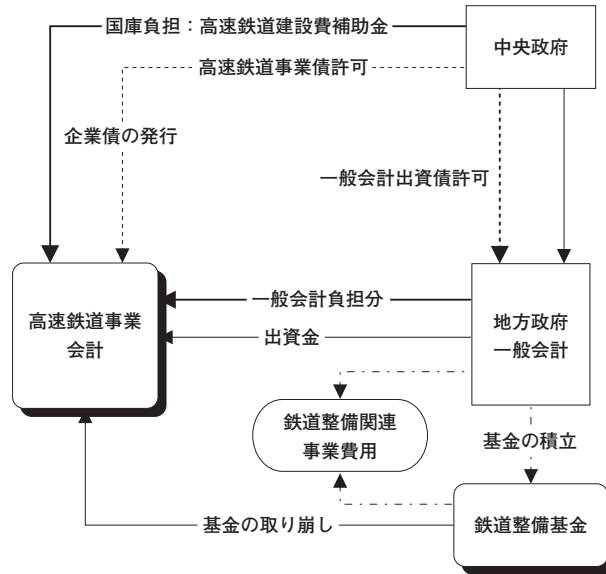 国庫負担：高速鉄道建設費補助金
中央政府
高速鉄道事業債許可
企業債の発行
一般会計出資債許可
高速鉄道事業
会計
一般会計負担分
出資金
地方政府
一般会計
鉄道整備関連
事業費用
基金の積立
基金の取り崩し
鉄道整備基金